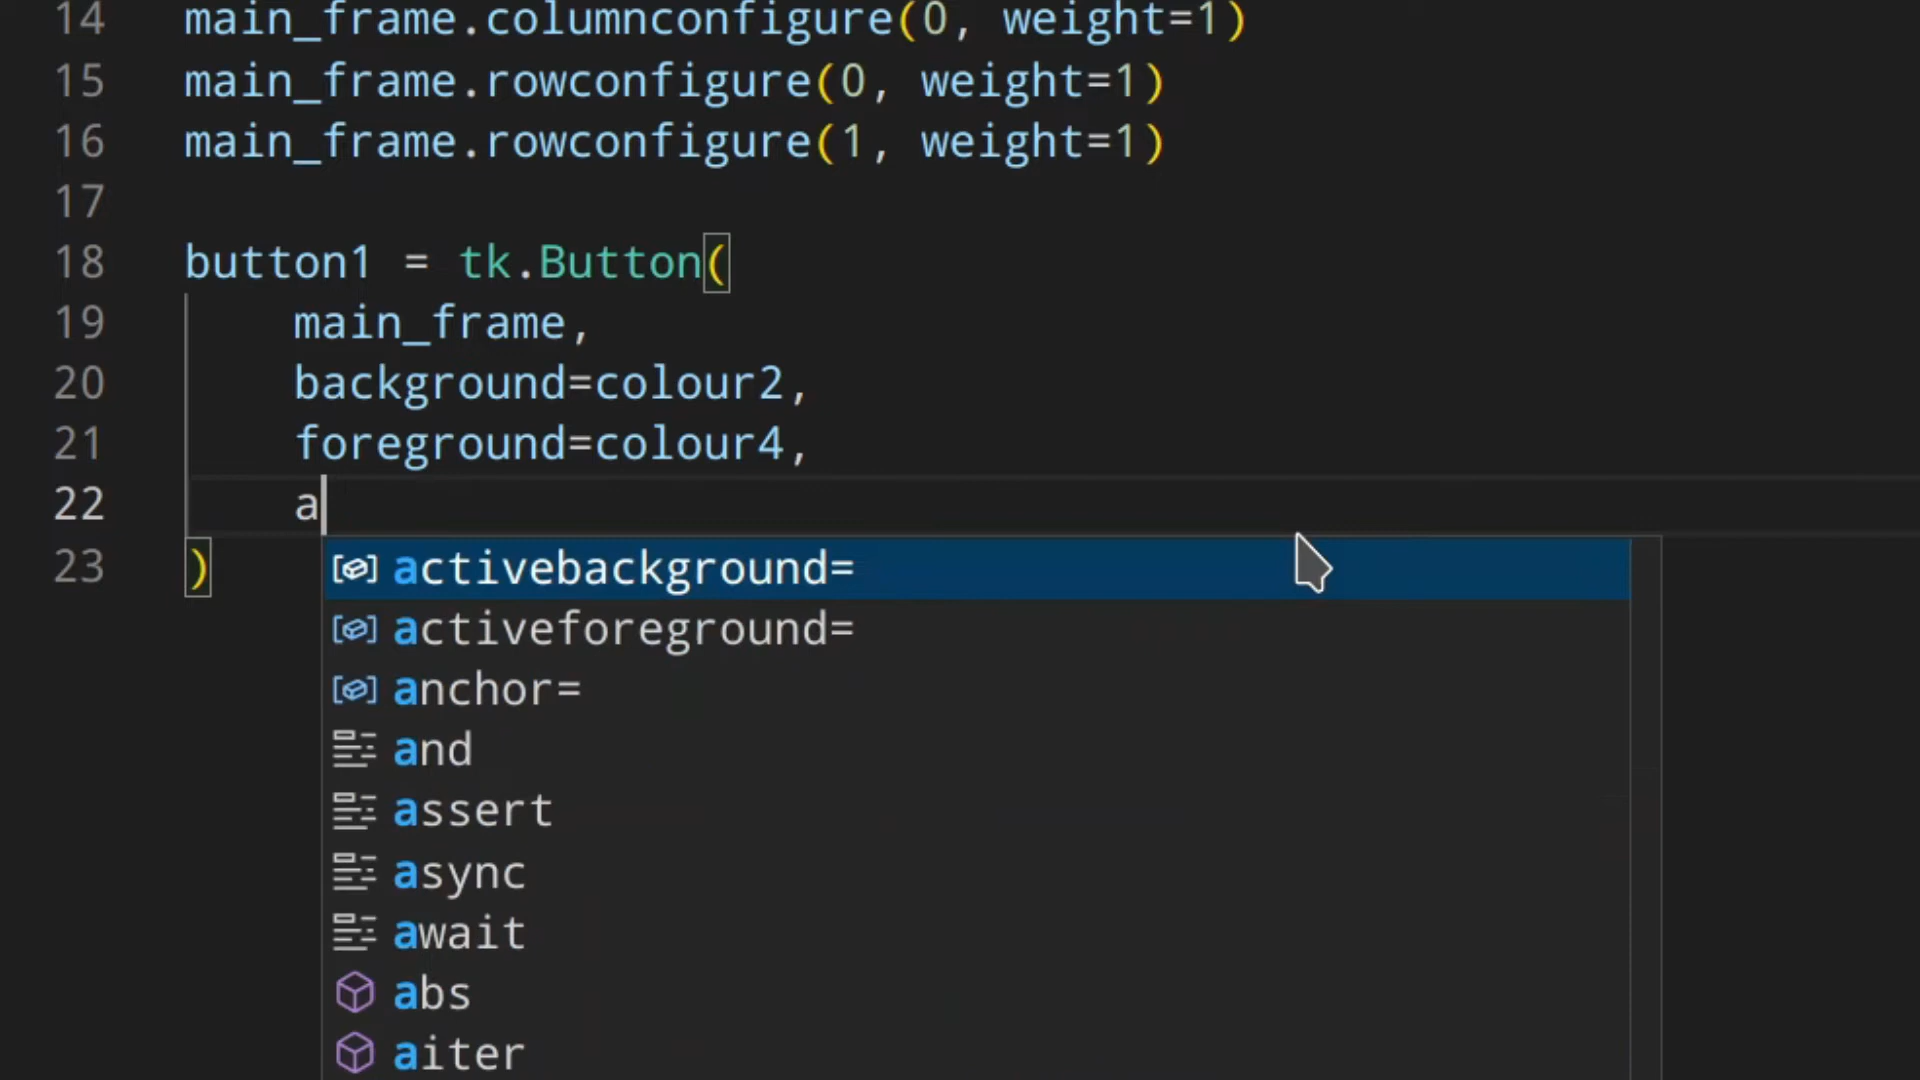 14 main_frame.columnconfigure(0, weight=1)
15 main_frame.rowconfigure(0, weight=1)
16 main_frame.rowconfigure(1, weight=1)
17
18 button1 = tk.Button(
19 main_frame,
20 background=colour2,
21 foreground=colour4,
22 a
23 )
activebackground=
activeforeground=
anchor=
and
assert
async
await
abs
aiter